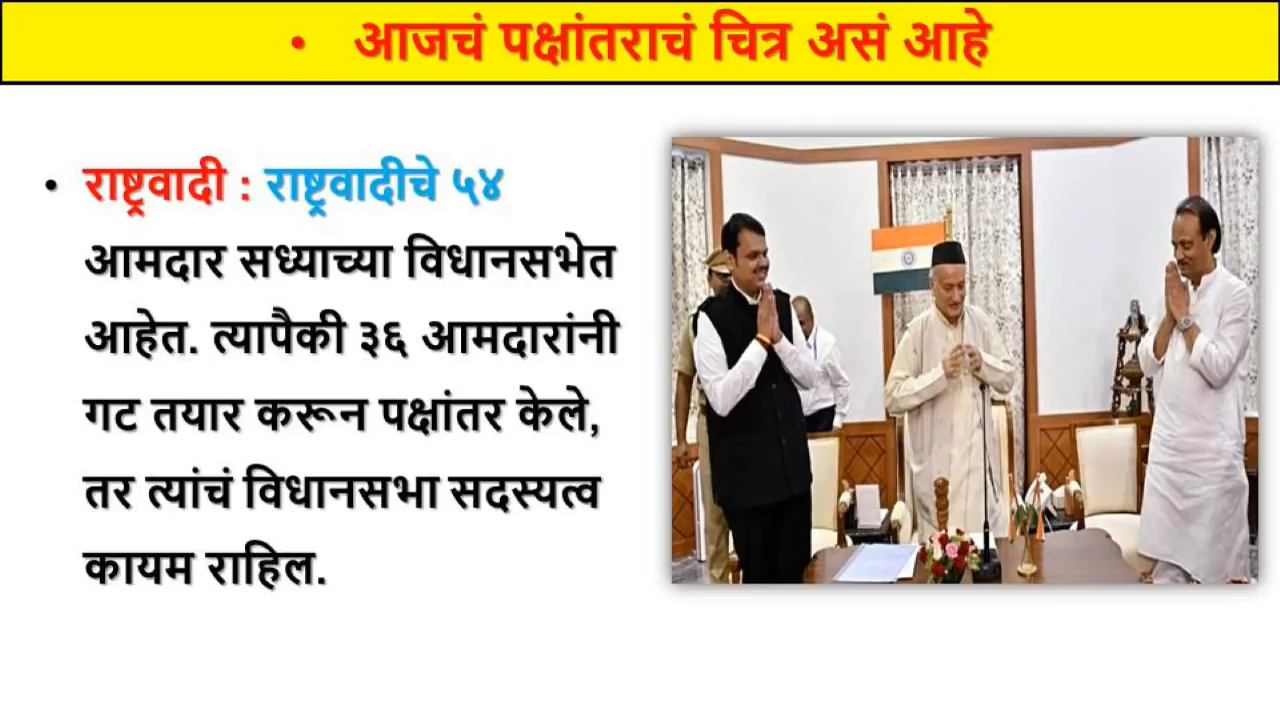 • आजचं पक्षांतराचं चित्र असं आहे
• राष्ट्रवादी : राष्ट्रवादीचे ५४
आमदार सध्याच्या विधानसभेत
आहेत. त्यापैकी ३६ आमदारांनी
गट तयार करून पक्षांतर केले,
तर त्यांचं विधानसभा सदस्यत्व
कायम राहिल.